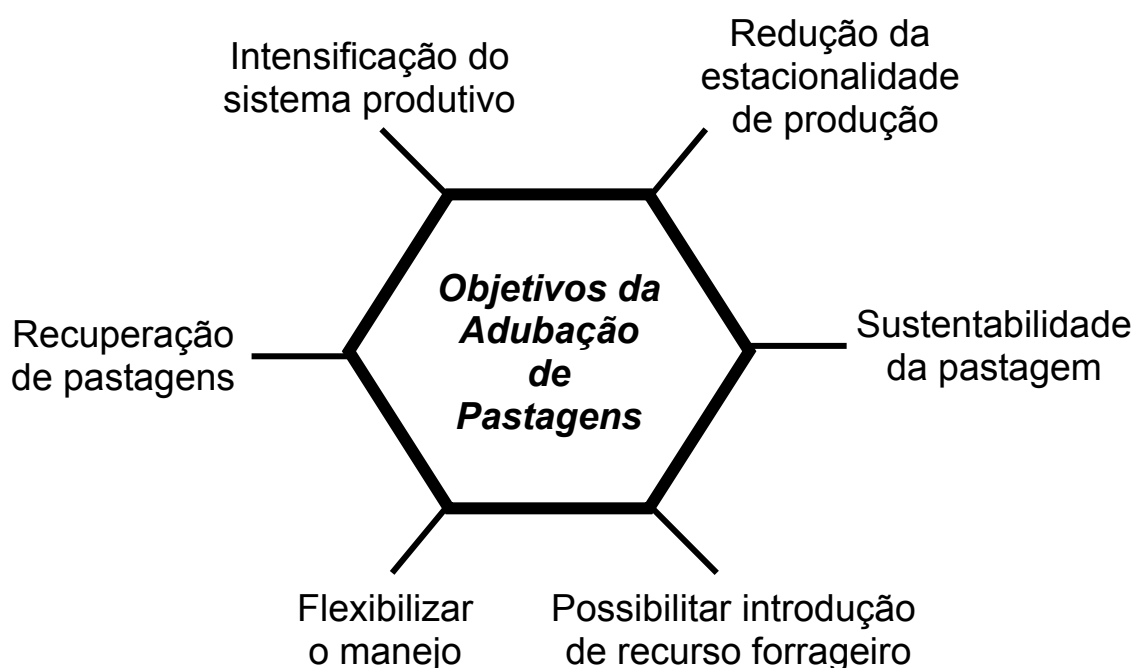 Intensificação do
sistema produtivo
Redução da
estacionalidade
de produção
Objetivos da
Adubação
de
Pastagens
Recuperação
de pastagens
Sustentabilidade
da pastagem
Flexibilizar
o manejo
Possibilitar introdução
de recurso forrageiro